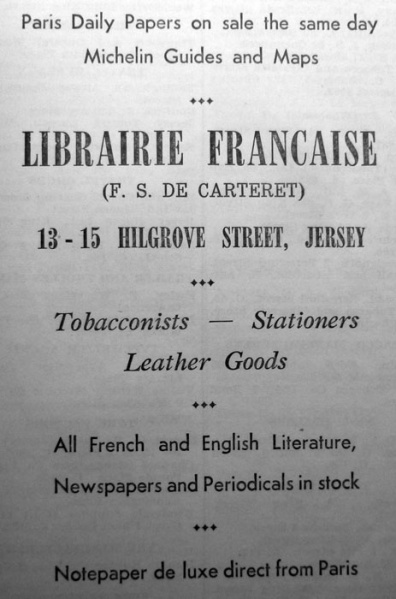 Paris Daily Papers on sale the same day
Michelin Guides and Maps
LIBRAIRIE FRANCAISE
(F. S. DE CARTERET)
13 - 15 HILGROVE STREET, JERSEY
Tobacconists — Stationers
Leather Goods
All French and English Literature,
Newspapers and Periodicals in stock
Notepaper de luxe direct from Paris